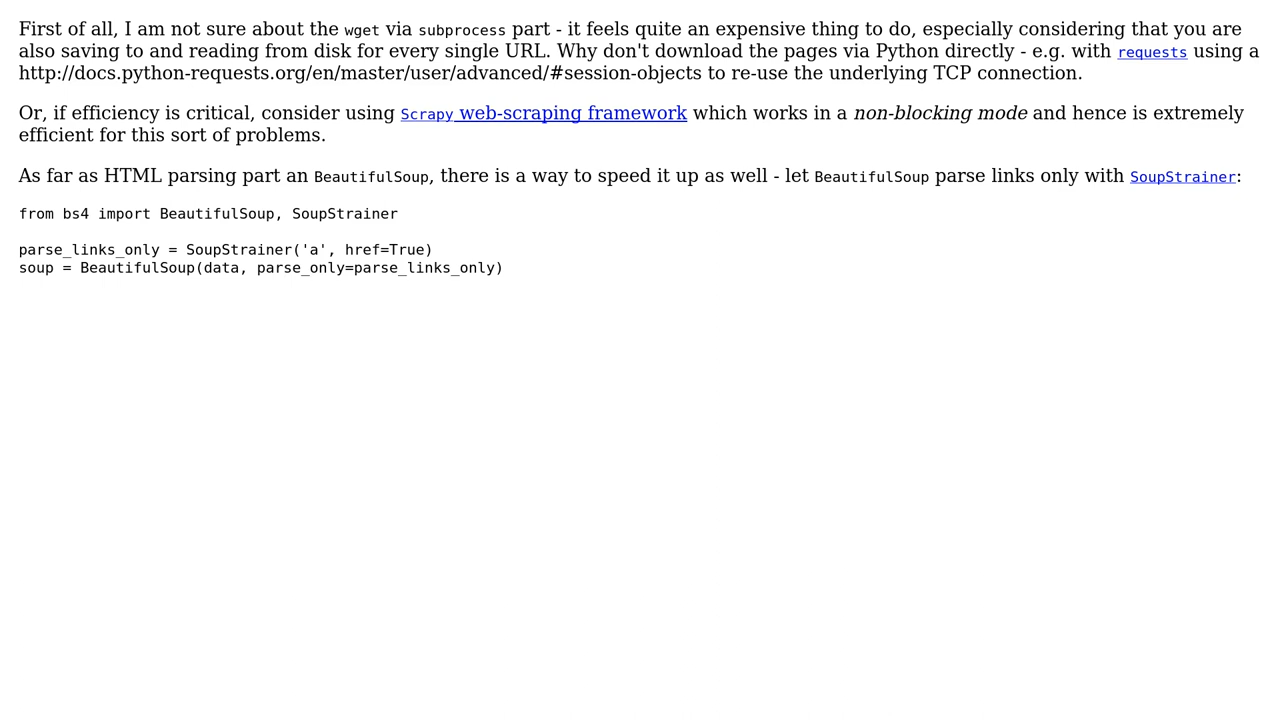 First of all, I am not sure about the wget via subprocess part - it feels quite an expensive thing to do, especially considering that you are
also saving to and reading from disk for every single URL. Why don't download the pages via Python directly - e.g. with requests using a
http://docs.python-requests.org/en/master/user/advanced/#session-objects to re-use the underlying TCP connection.
Or, if efficiency is critical, consider using Scrapy web-scraping framework which works in a non-blocking mode and hence is extremely
efficient for this sort of problems.
As far as HTML parsing part an BeautifulSoup, there is a way to speed it up as well - let BeautifulSoup parse links only with SoupStrainer:
from bs4 import BeautifulSoup, SoupStrainer
parse_links_only = SoupStrainer('a', href=True)
soup = BeautifulSoup(data, parse_only=parse_links_only)